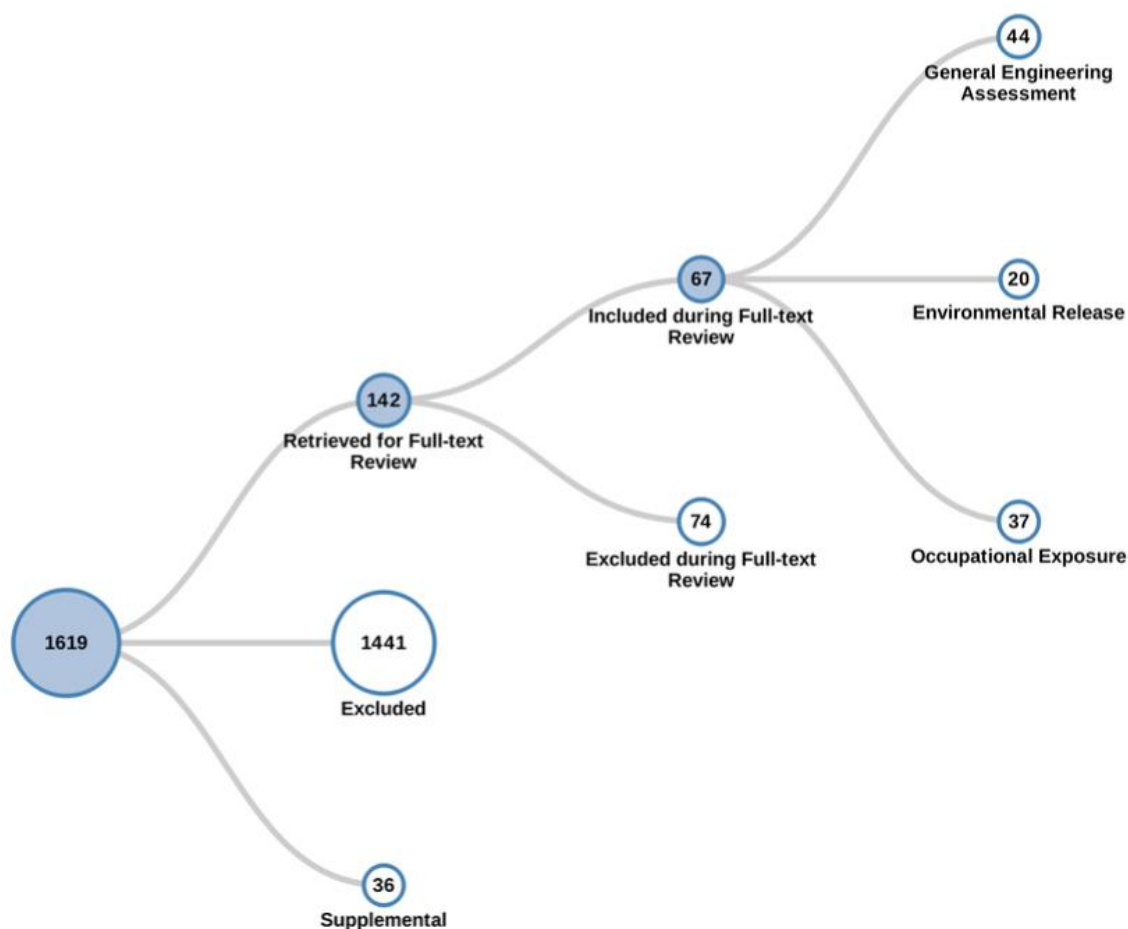 44
General Engineering
Assessment
67
Included during Full-text
Review
20
Environmental Release
142
Retrieved for Full-text
Review
74
Excluded during Full-text
Review
37
Occupational Exposure
1619
1441
Excluded
36
Supplemental